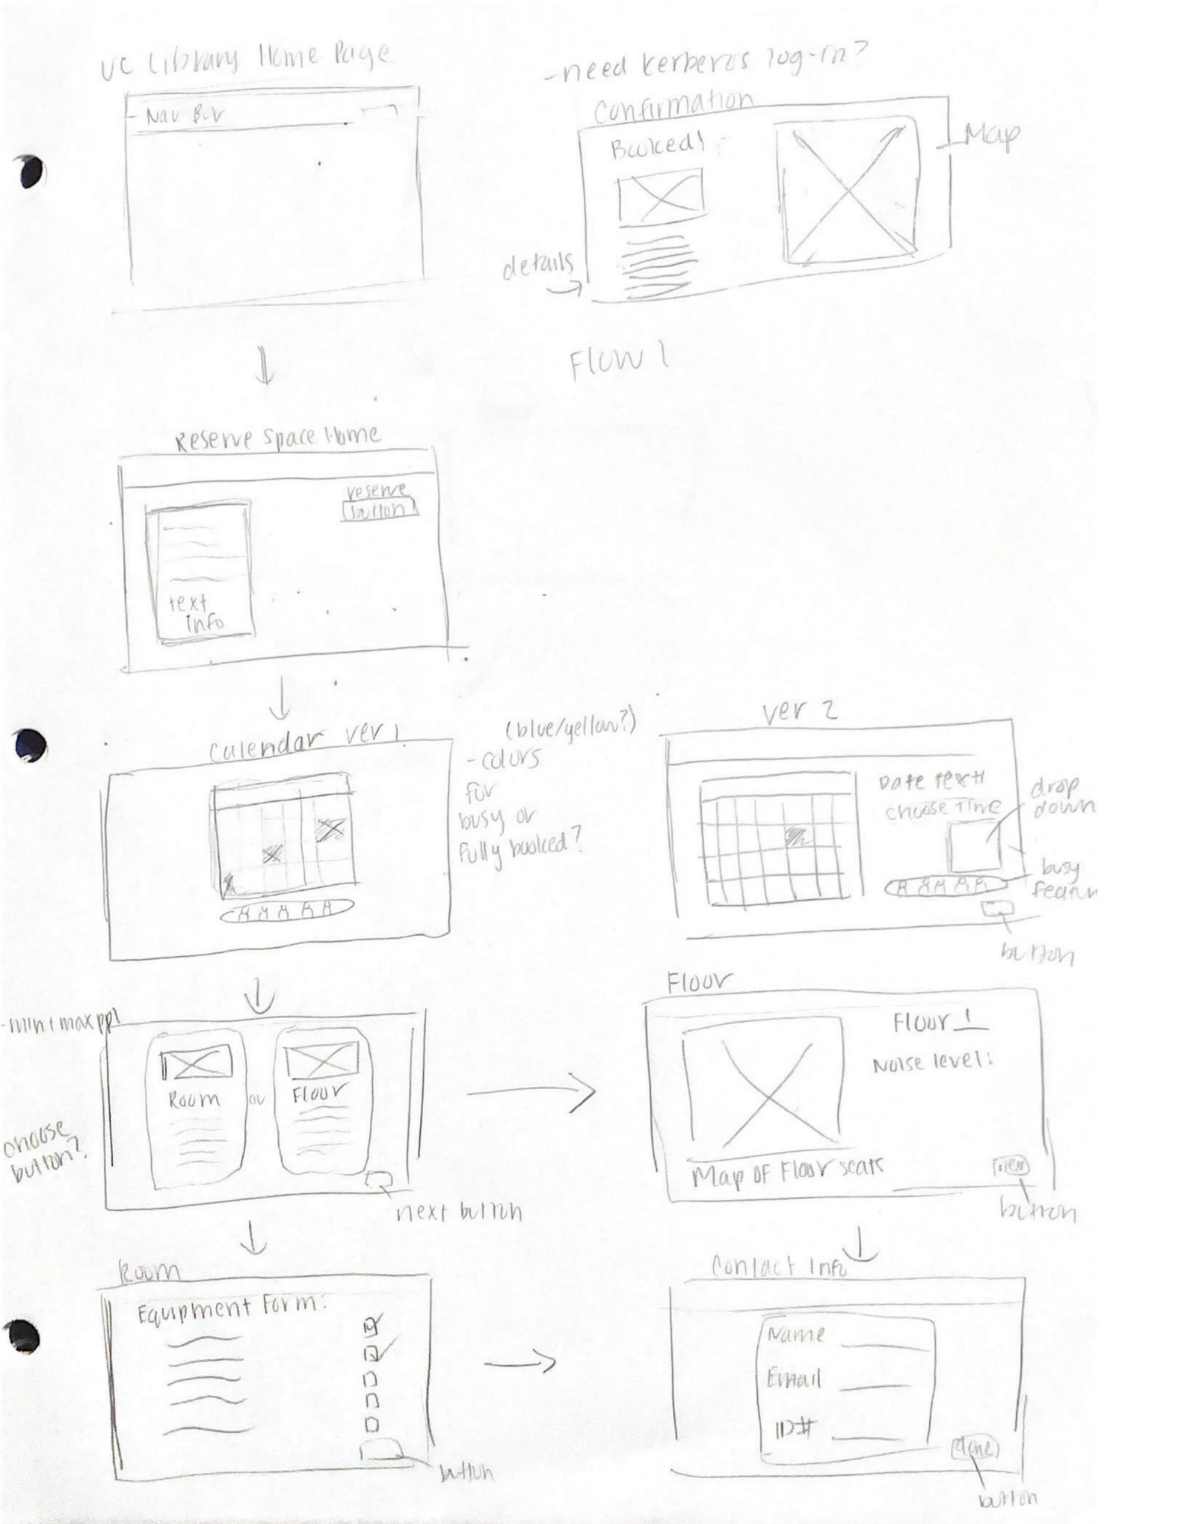 UC Library Home Page
Nav Bar
-need kerberos log-in?
Confirmation
Booked!
Map
details
Flow 1
Reserve Space Home
reserve
button
text
info
Calendar ver 1
(blue/yellow?)
-colors
for
busy or
fully booked?
ver 2
Date text
choose time
drop
down
busy
button
-min+max ppl
Room
or
Floor
choose
button?
next button
Floor
Floor 1
Noise level:
Map of Floor seats
button
Room
Equipment Form:
button
Contact Info
Name
Email
ID#
done
button